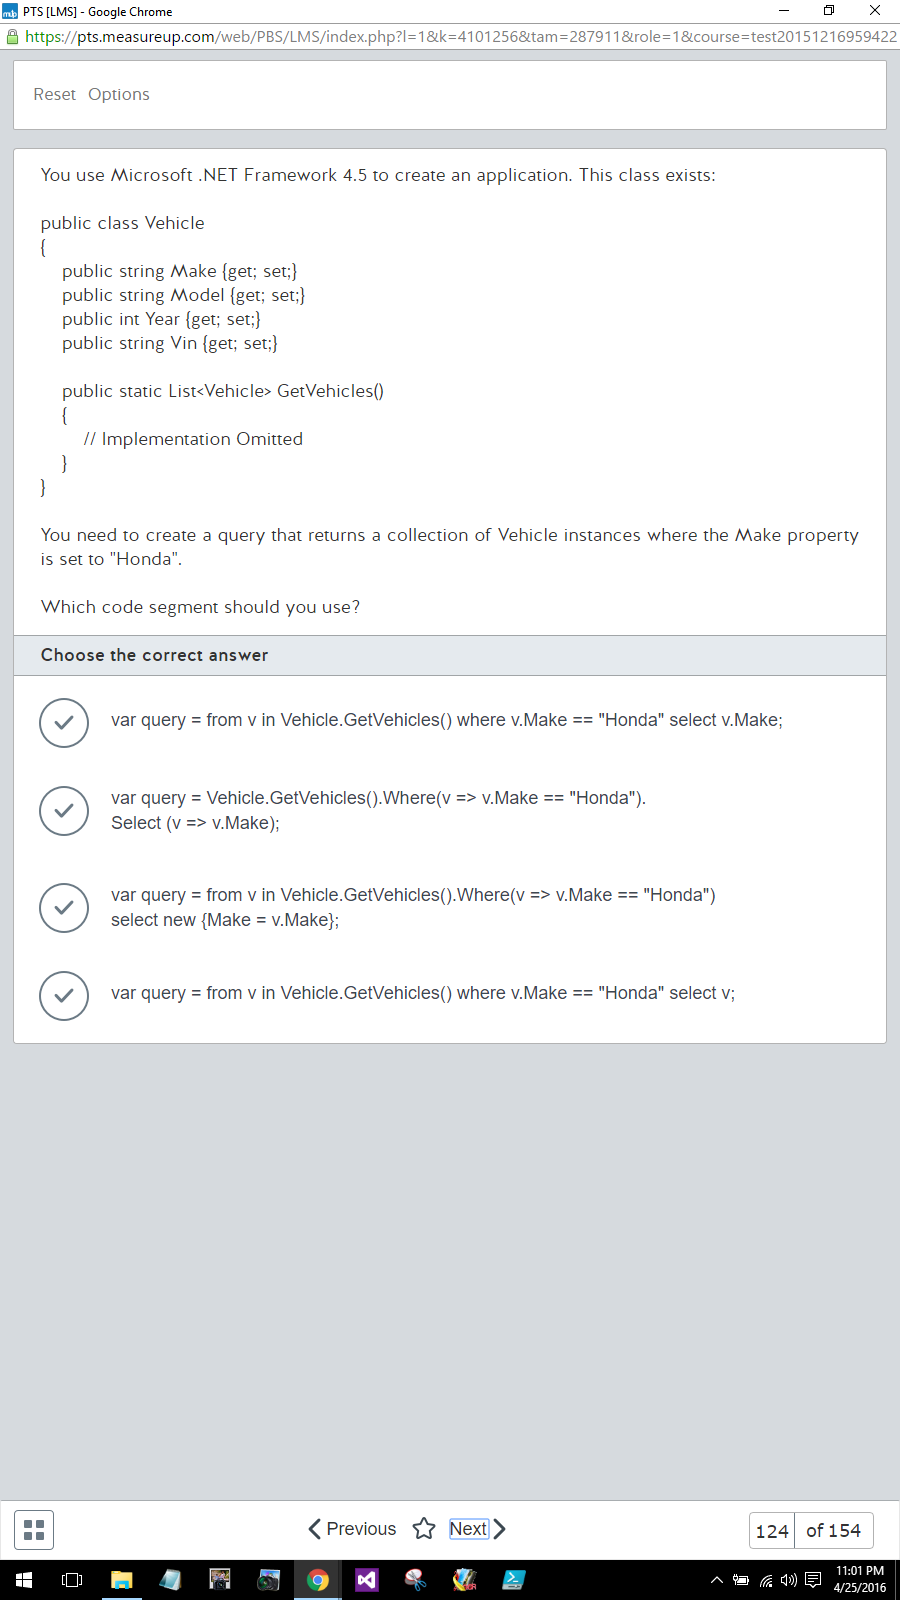 PTS [LMS] - Google Chrome
https://pts.measureup.com/web/PBS/LMS/index.php?l=1&k=4101256&tam=287911&role=1&course=test20151216959422
Reset Options
You use Microsoft .NET Framework 4.5 to create an application. This class exists:
public class Vehicle
{
public string Make {get; set;}
public string Model {get; set;}
public int Year {get; set;}
public string Vin {get; set;}
public static List<Vehicle> GetVehicles()
{
// Implementation Omitted
}
}
You need to create a query that returns a collection of Vehicle instances where the Make property
is set to "Honda".
Which code segment should you use?
Choose the correct answer
var query = from v in Vehicle.GetVehicles() where v.Make == "Honda" select v.Make;
var query = Vehicle.GetVehicles().Where(v => v.Make == "Honda").
Select (v => v.Make);
var query = from v in Vehicle.GetVehicles().Where(v => v.Make == "Honda")
select new {Make = v.Make};
var query = from v in Vehicle.GetVehicles() where v.Make == "Honda" select v;
Previous Next 124 of 154
11:01 PM
4/25/2016